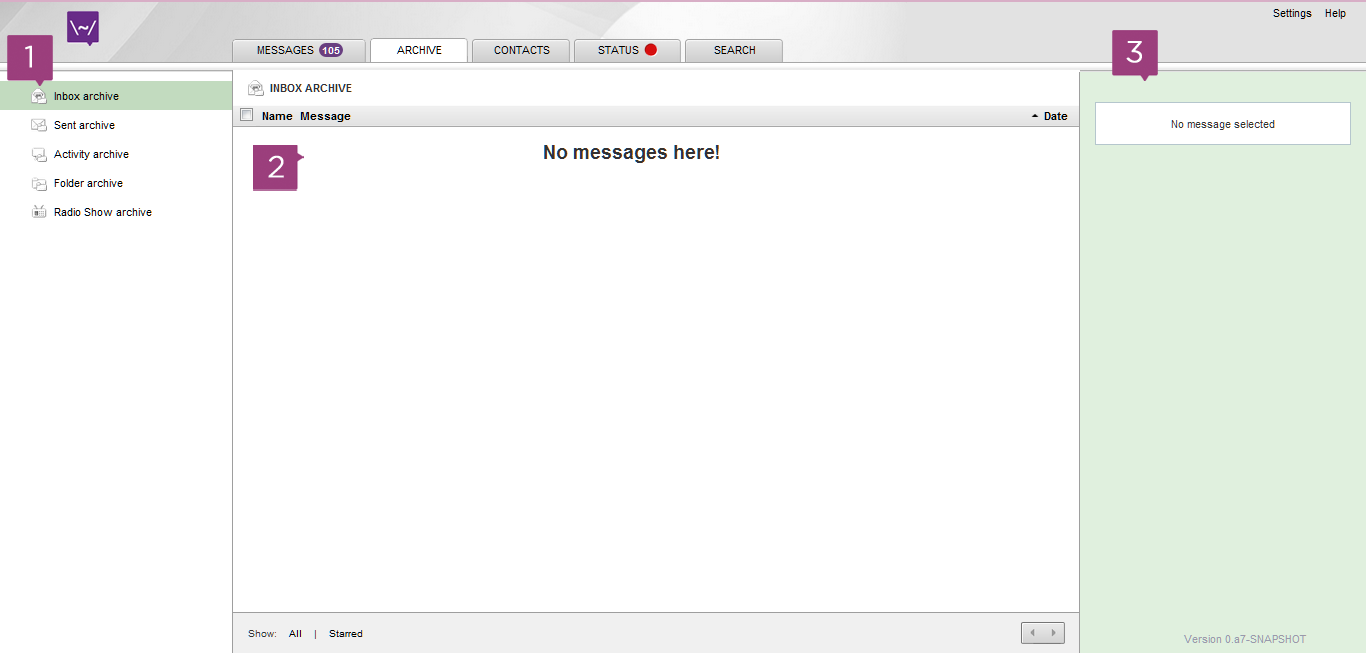 Settings Help
MESSAGES 105 ARCHIVE CONTACTS STATUS SEARCH
1
3
Inbox archive
Sent archive
Activity archive
Folder archive
Radio Show archive
INBOX ARCHIVE
Name Message Date
2
No messages here!
Show: All | Starred
No message selected
Version 0.a7-SNAPSHOT